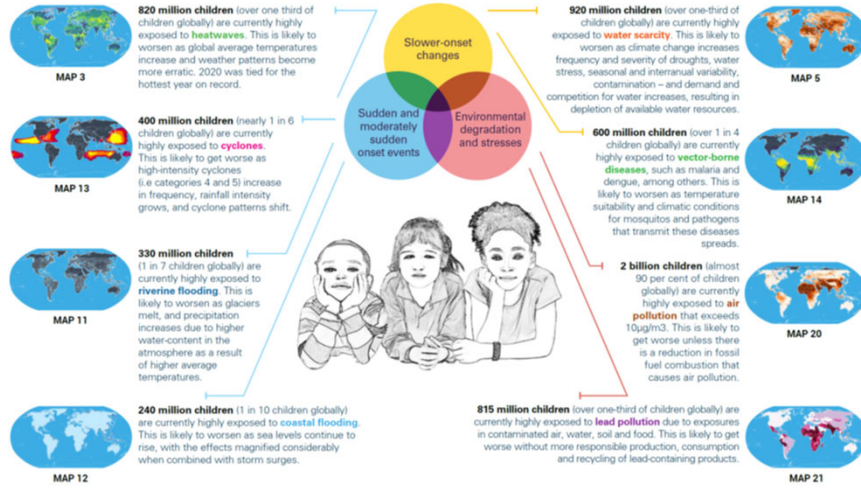 820 million children (over one third of
children globally) are currently highly
exposed to heatwaves. This is likely to
worsen as global average temperatures
increase and weather patterns become
more erratic. 2020 was tied for the
hottest year on record.
MAP 3
400 million children (nearly 1 in 6
children globally) are currently
highly exposed to cyclones.
This is likely to get worse as
high-intensity cyclones
(i.e categories 4 and 5) increase
in frequency, rainfall intensity
grows, and cyclone patterns shift.
MAP 13
330 million children
(1 in 7 children globally) are
currently highly exposed to
riverine flooding. This is
likely to worsen as glaciers
melt, and precipitation
increases due to higher
water-content in the
atmosphere as a result
of higher average
temperatures.
MAP 11
240 million children (1 in 10 children globally)
are currently highly exposed to coastal flooding.
This is likely to worsen as sea levels continue to
rise, with the effects magnified considerably
when combined with storm surges.
MAP 12
Slower-onset
changes
Sudden and
moderately
sudden
onset events
Environmental
degradation
and stresses
920 million children (over one-third of
children globally) are currently highly
exposed to water scarcity. This is likely to
worsen as climate change increases
frequency and severity of droughts, water
stress, seasonal and interranual variability,
contamination – and demand and
competition for water increases, resulting in
depletion of available water resources.
MAP 5
600 million children (over 1 in 4
children globally) are currently
highly exposed to vector-borne
diseases, such as malaria and
dengue, among others. This is
likely to worsen as temperature
suitability and climatic conditions
for mosquitos and pathogens
that transmit these diseases
spreads.
MAP 14
2 billion children (almost
90 per cent of children
globally) are currently
highly exposed to air
pollution that exceeds
10µg/m3. This is likely to
get worse unless there
is a reduction in fossil
fuel combustion that
causes air pollution.
MAP 20
815 million children (over one-third of children globally) are
currently highly exposed to lead pollution due to exposures
in contaminated air, water, soil and food. This is likely to get
worse without more responsible production, consumption
and recycling of lead-containing products.
MAP 21